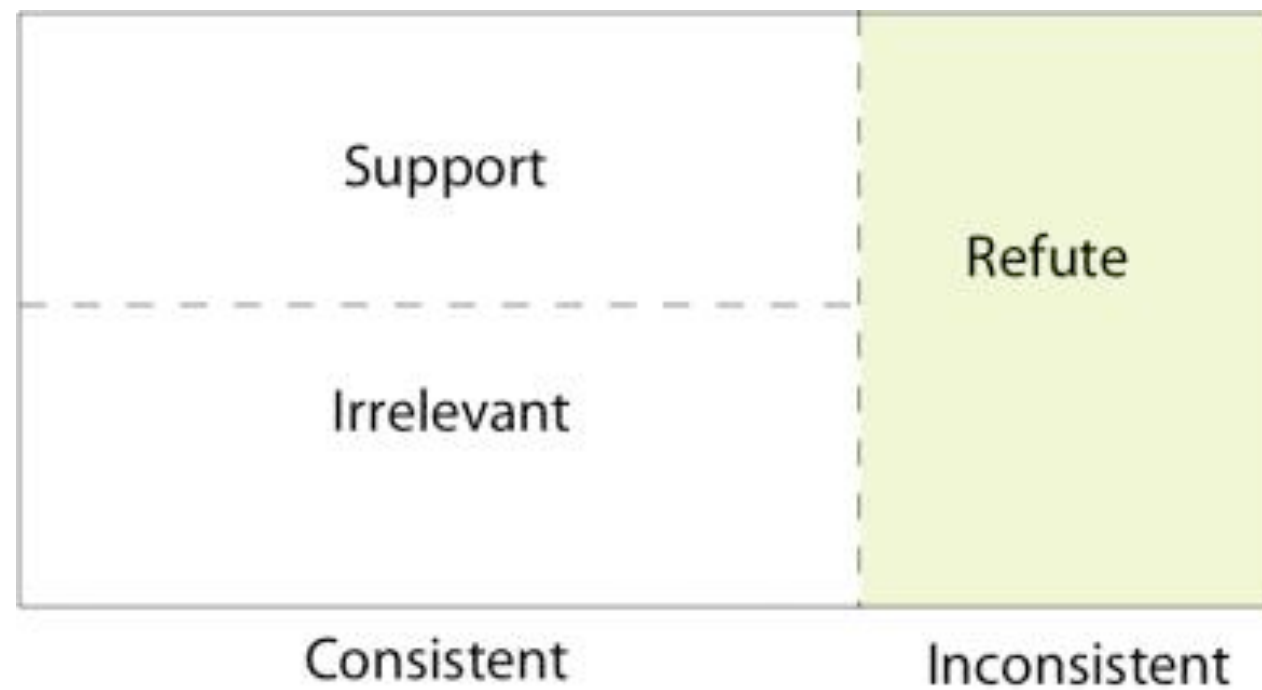 Support
Refute
Irrelevant
Consistent
Inconsistent